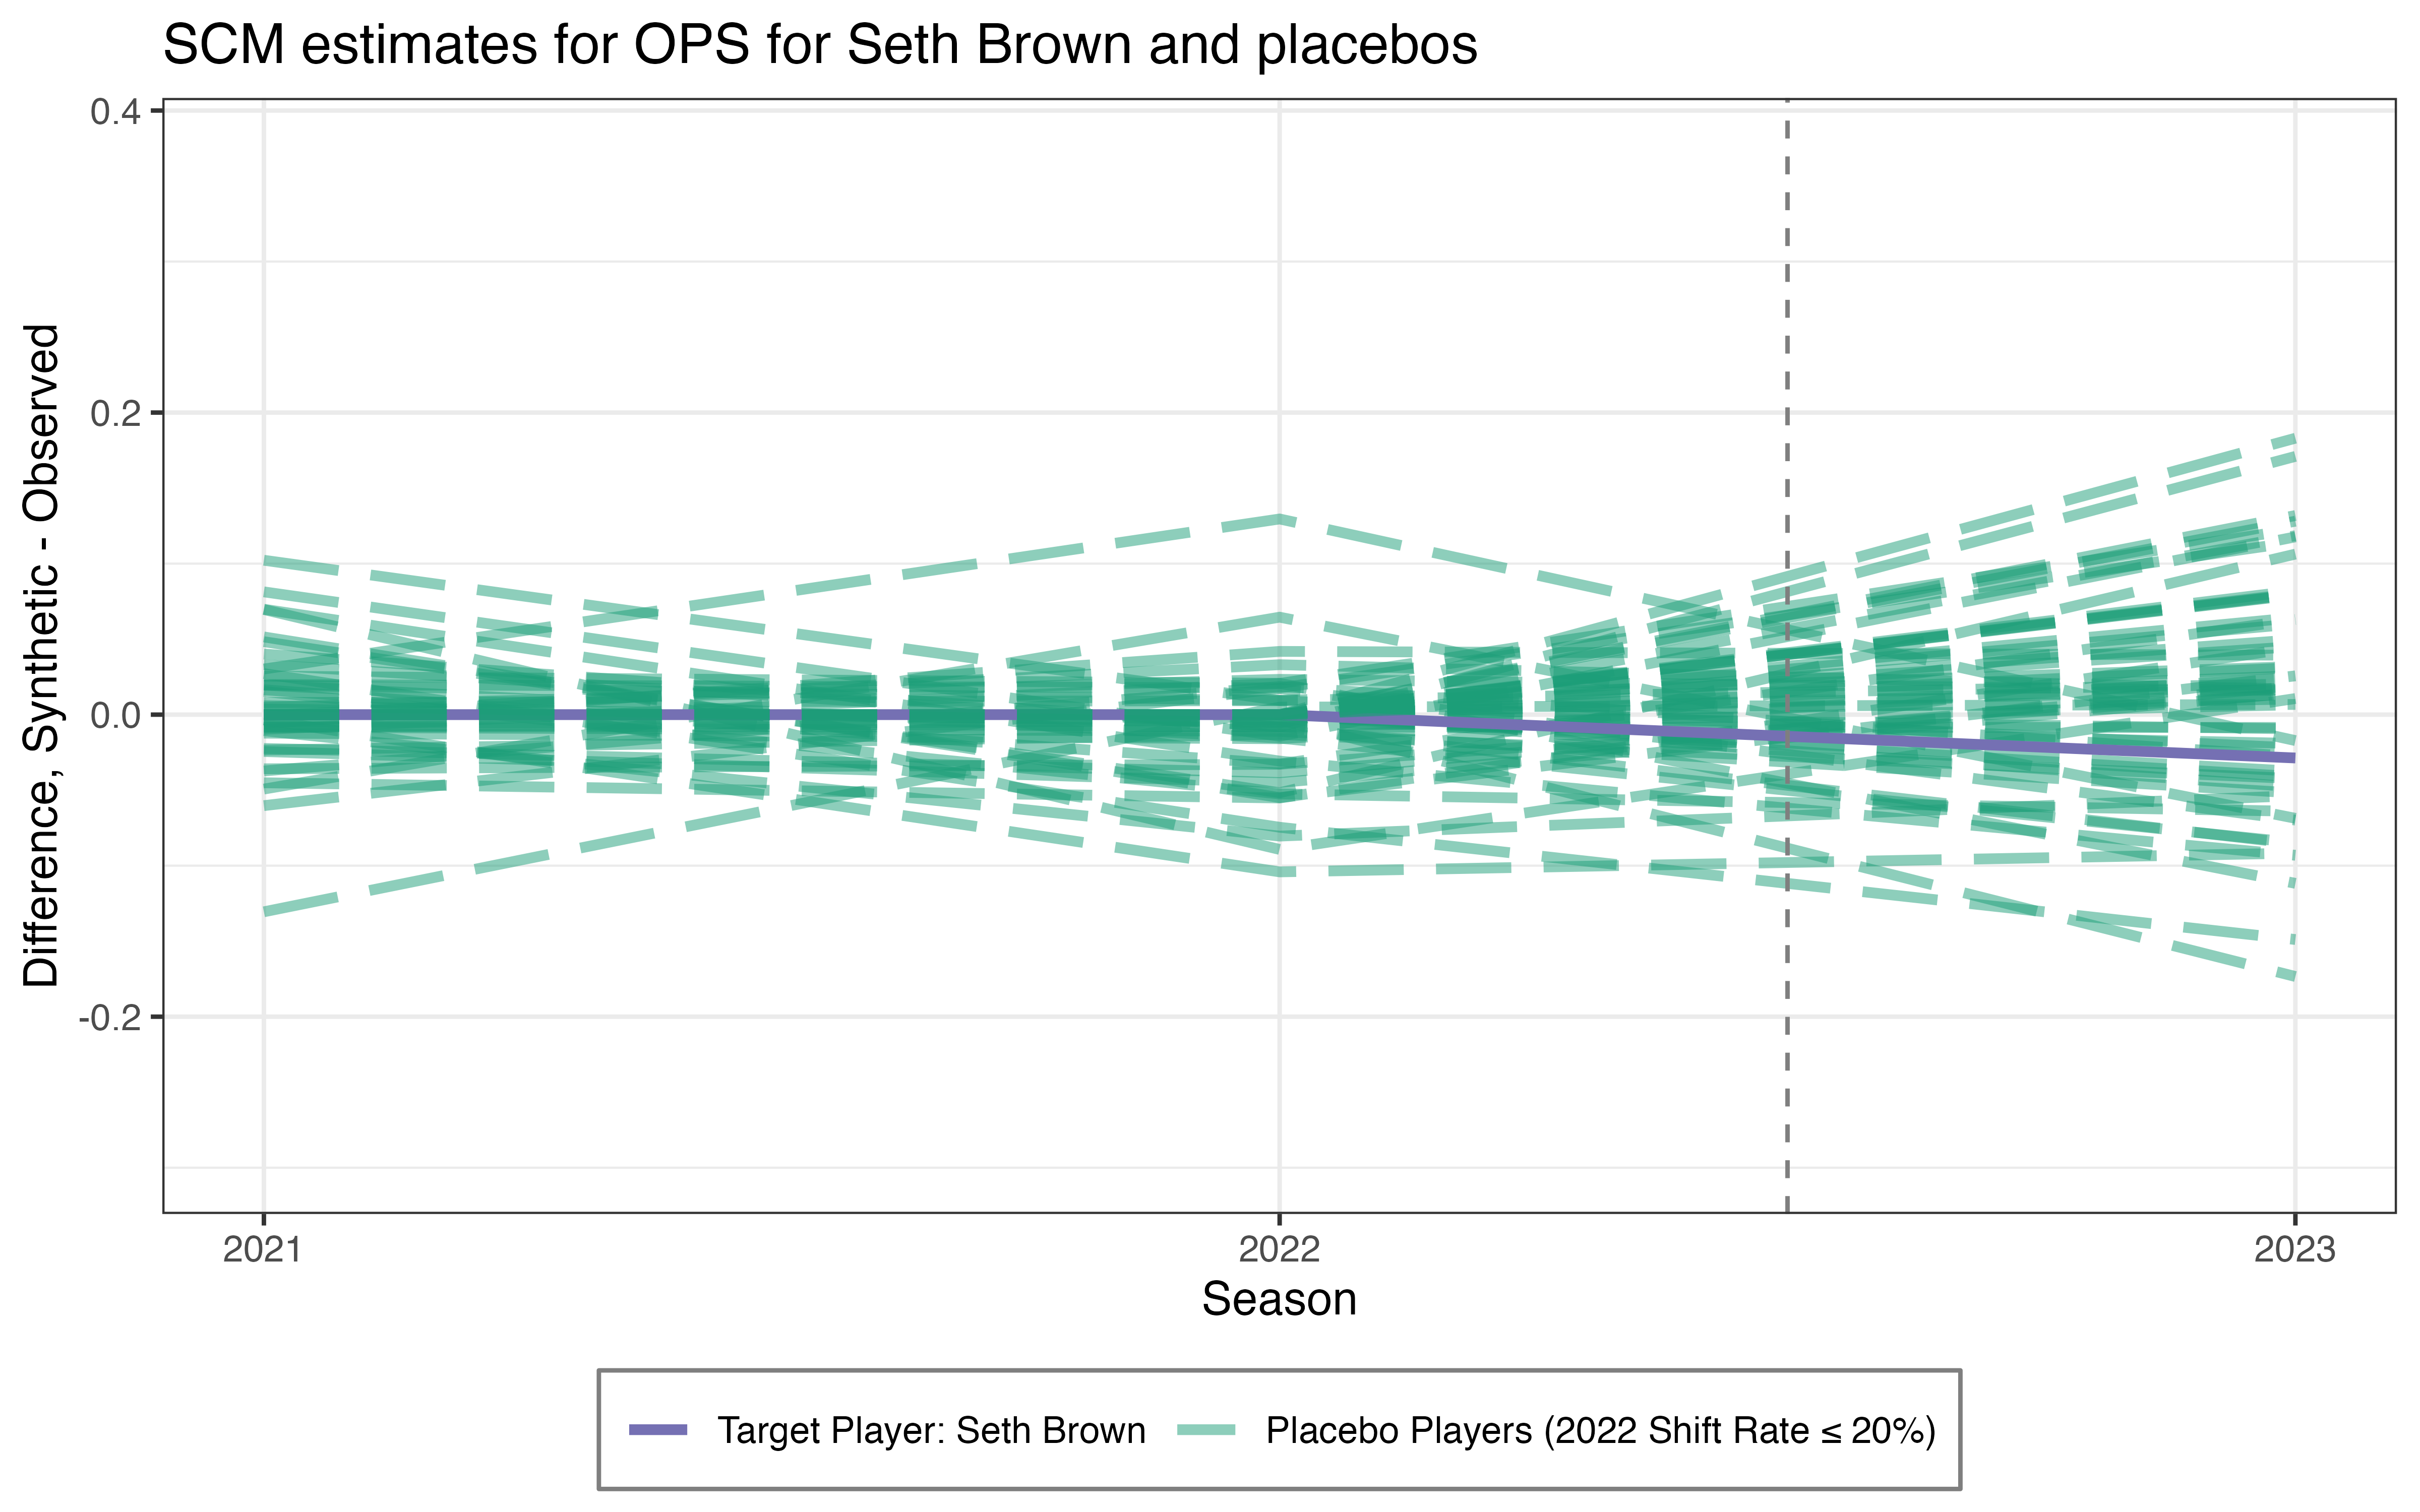 SCM estimates for OPS for Seth Brown and placebos
Difference, Synthetic - Observed
0.4
0.2
0.0
-0.2
2021
2022
2023
Season
Target Player: Seth Brown
Placebo Players (2022 Shift Rate ≤ 20%)